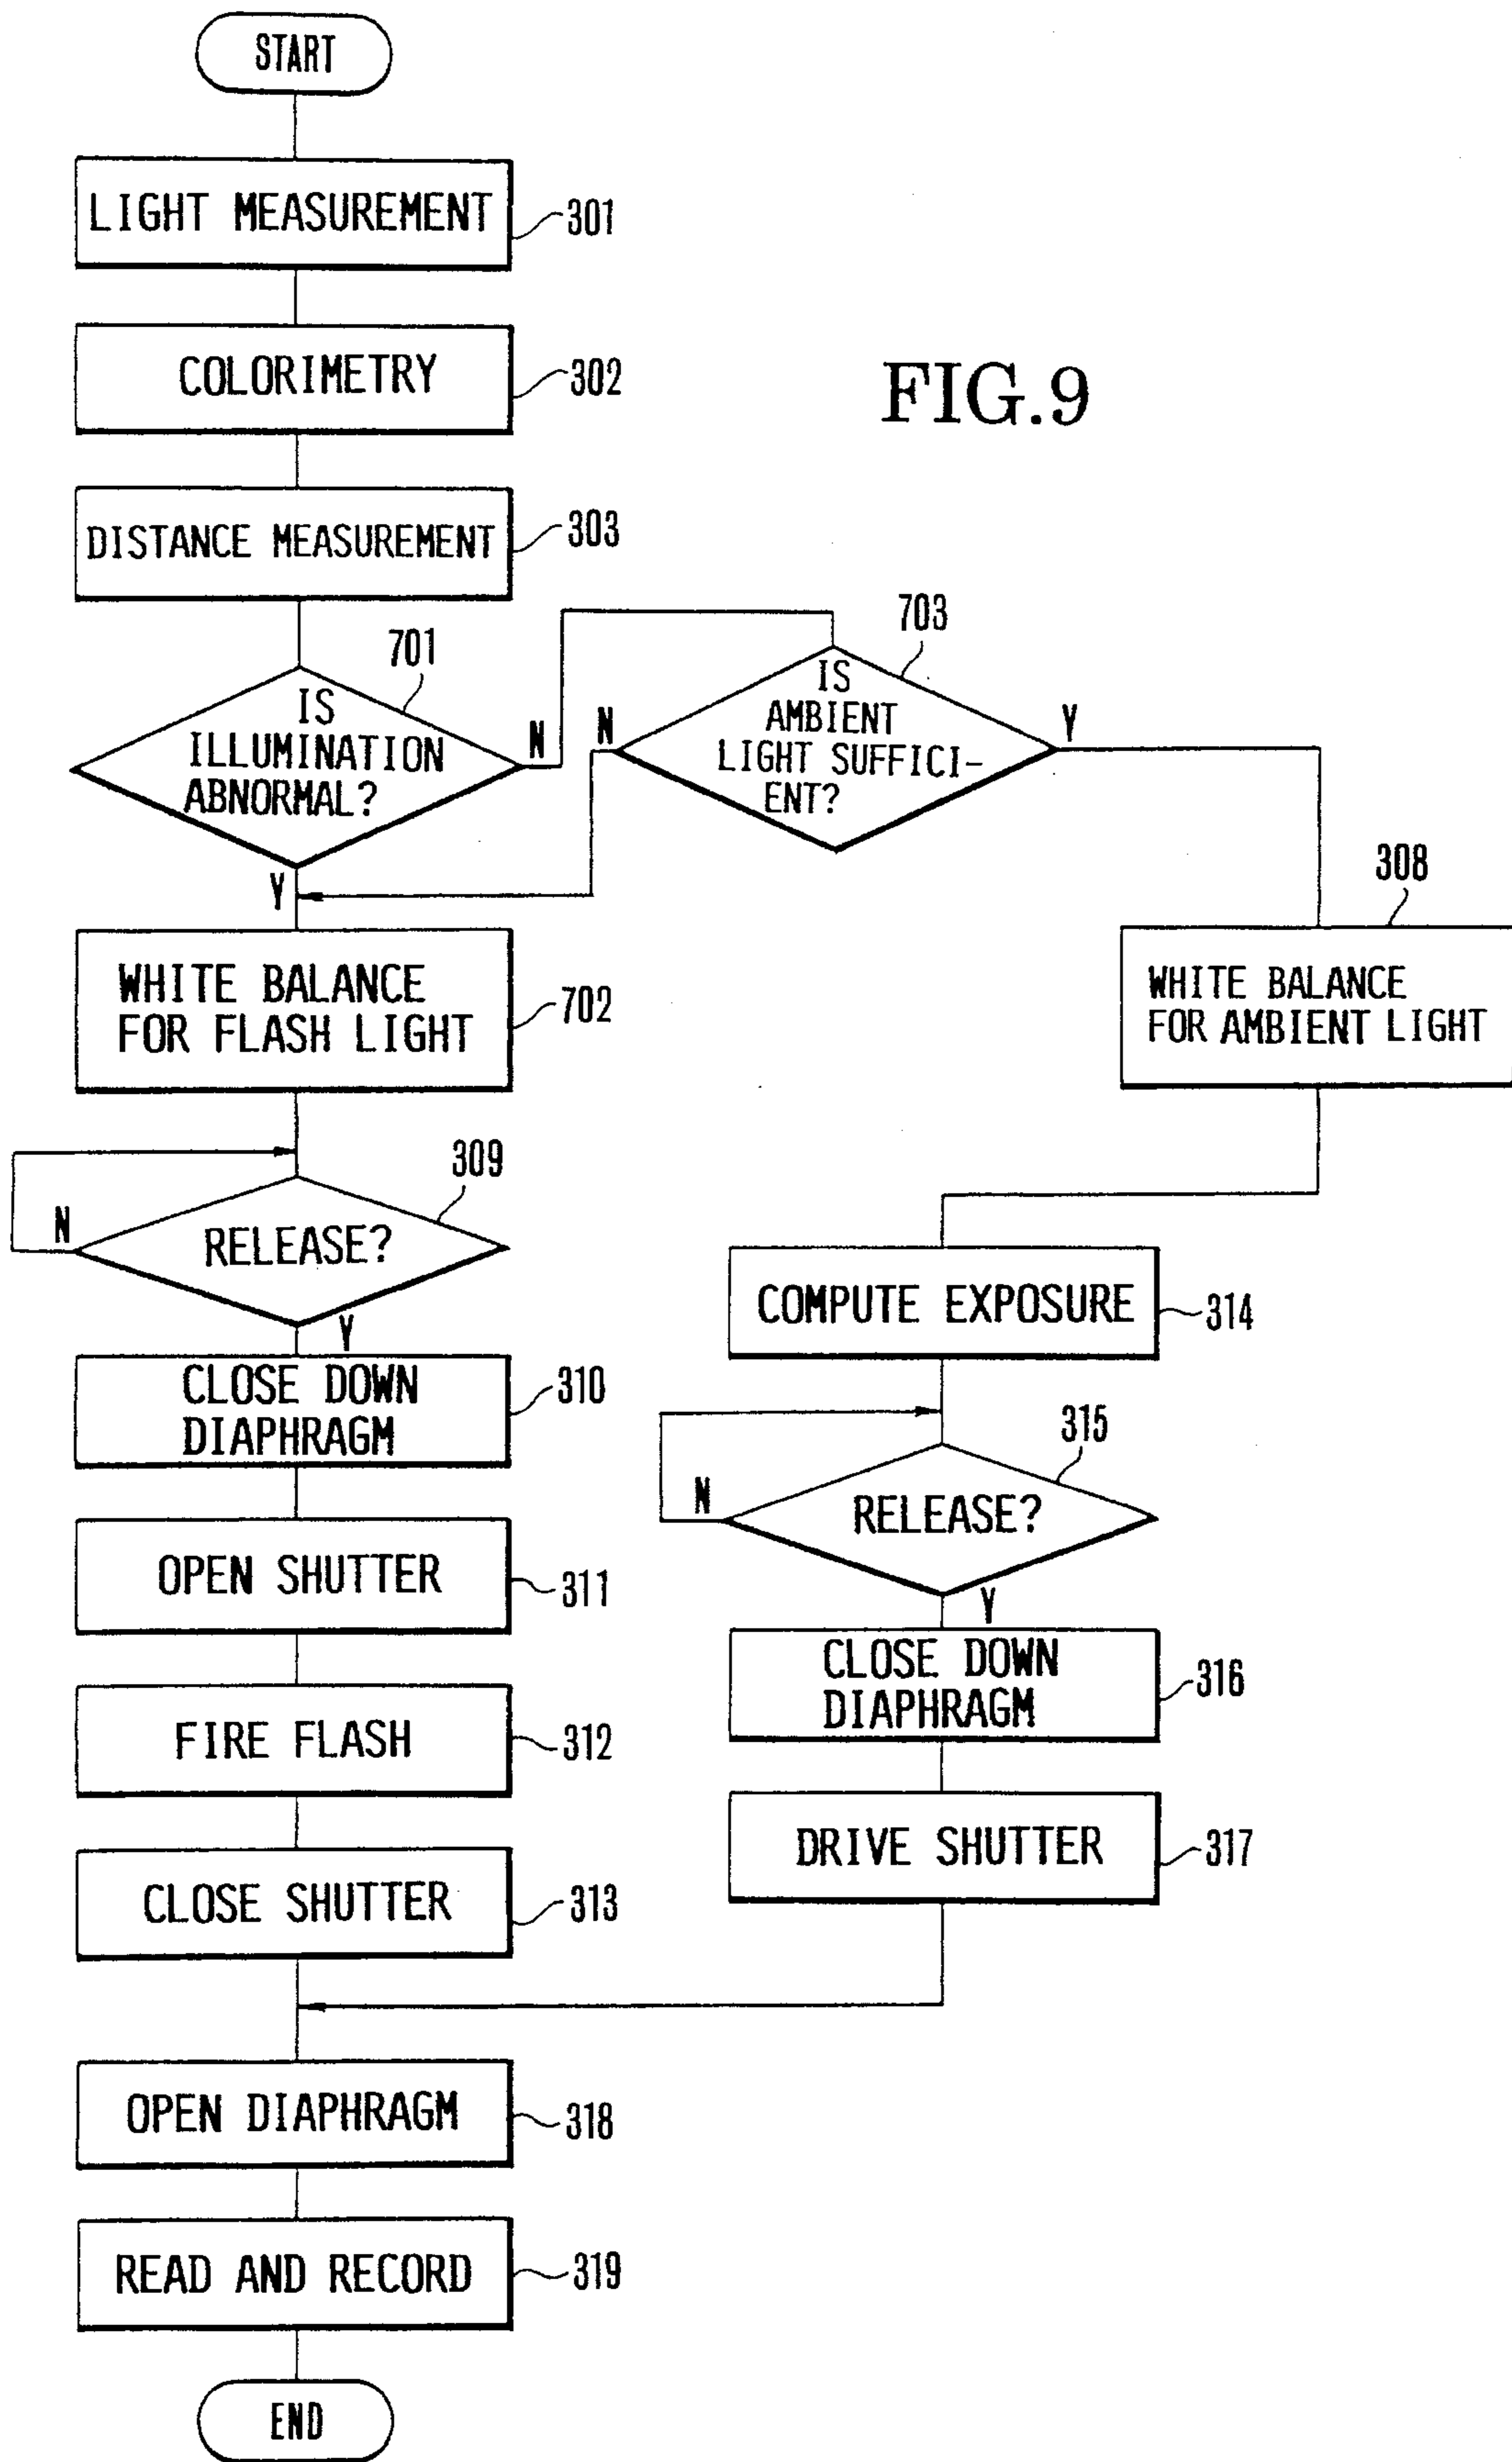 START
LIGHT MEASUREMENT
301
COLORIMETRY
302
FIG.9
DISTANCE MEASUREMENT
303
701
IS
ILLUMINATION
ABNORMAL?
N
Y
703
IS
AMBIENT
LIGHT SUFFICI-
ENT?
N
Y
WHITE BALANCE
FOR FLASH LIGHT
702
308
WHITE BALANCE
FOR AMBIENT LIGHT
309
RELEASE?
N
Y
CLOSE DOWN
DIAPHRAGM
310
OPEN SHUTTER
311
FIRE FLASH
312
CLOSE SHUTTER
313
COMPUTE EXPOSURE
314
315
RELEASE?
N
Y
CLOSE DOWN
DIAPHRAGM
316
DRIVE SHUTTER
317
OPEN DIAPHRAGM
318
READ AND RECORD
319
END